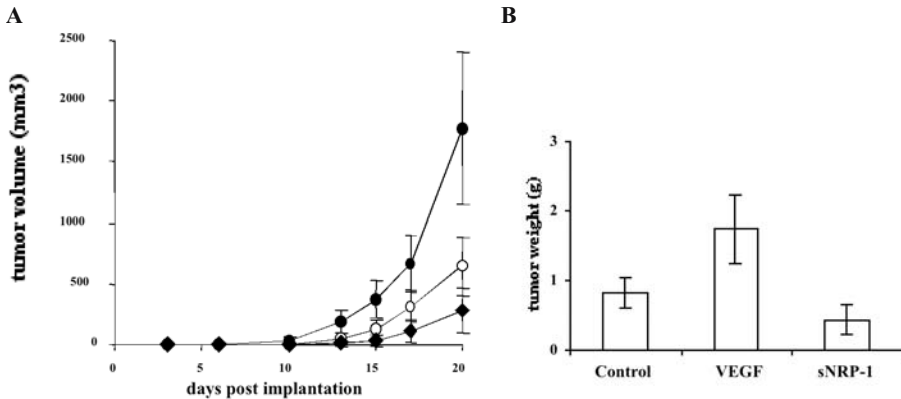 A
tumor volume (mm3)
2500
2000
1500
1000
500
0
0 5 10 15 20
days post implantation
B
tumor weight (g)
3
2
1
0
Control VEGF sNRP-1